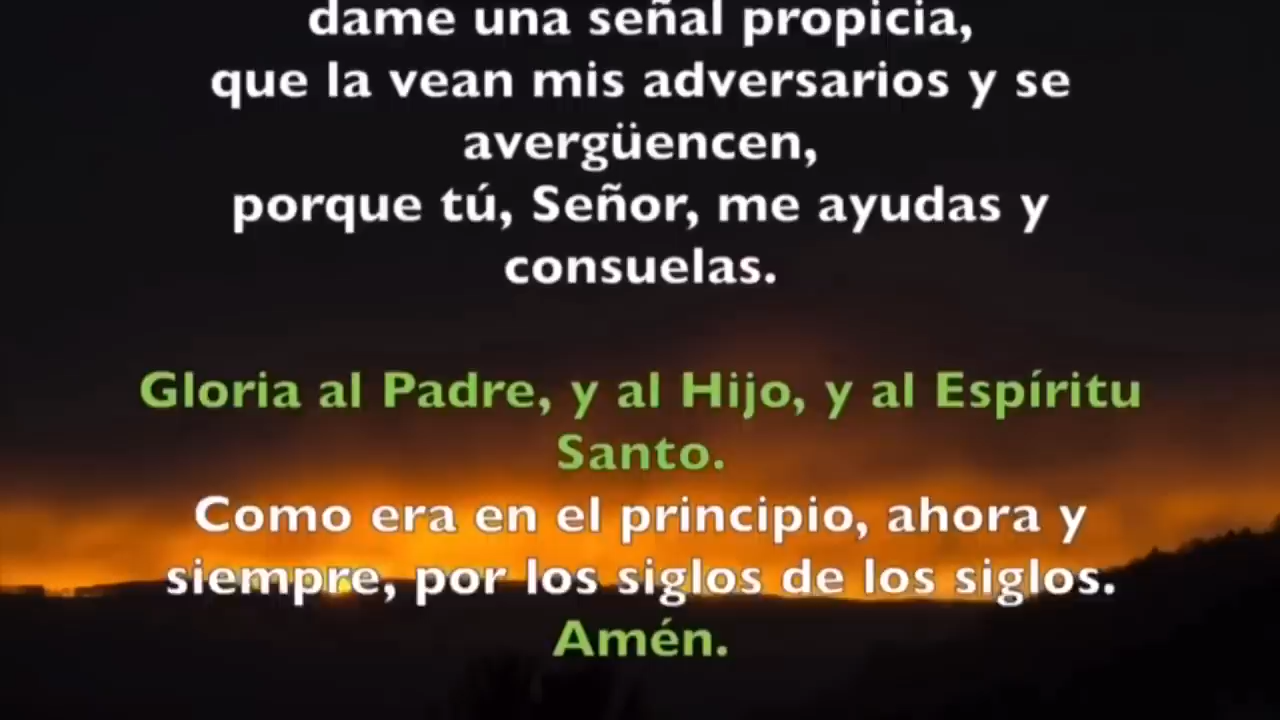 dame una señal propicia,
que la vean mis adversarios y se
avergüencen,
porque tú, Señor, me ayudas y
consuelas.
Gloria al Padre, y al Hijo, y al Espíritu
Santo.
Como era en el principio, ahora y
siempre, por los siglos de los siglos.
Amén.